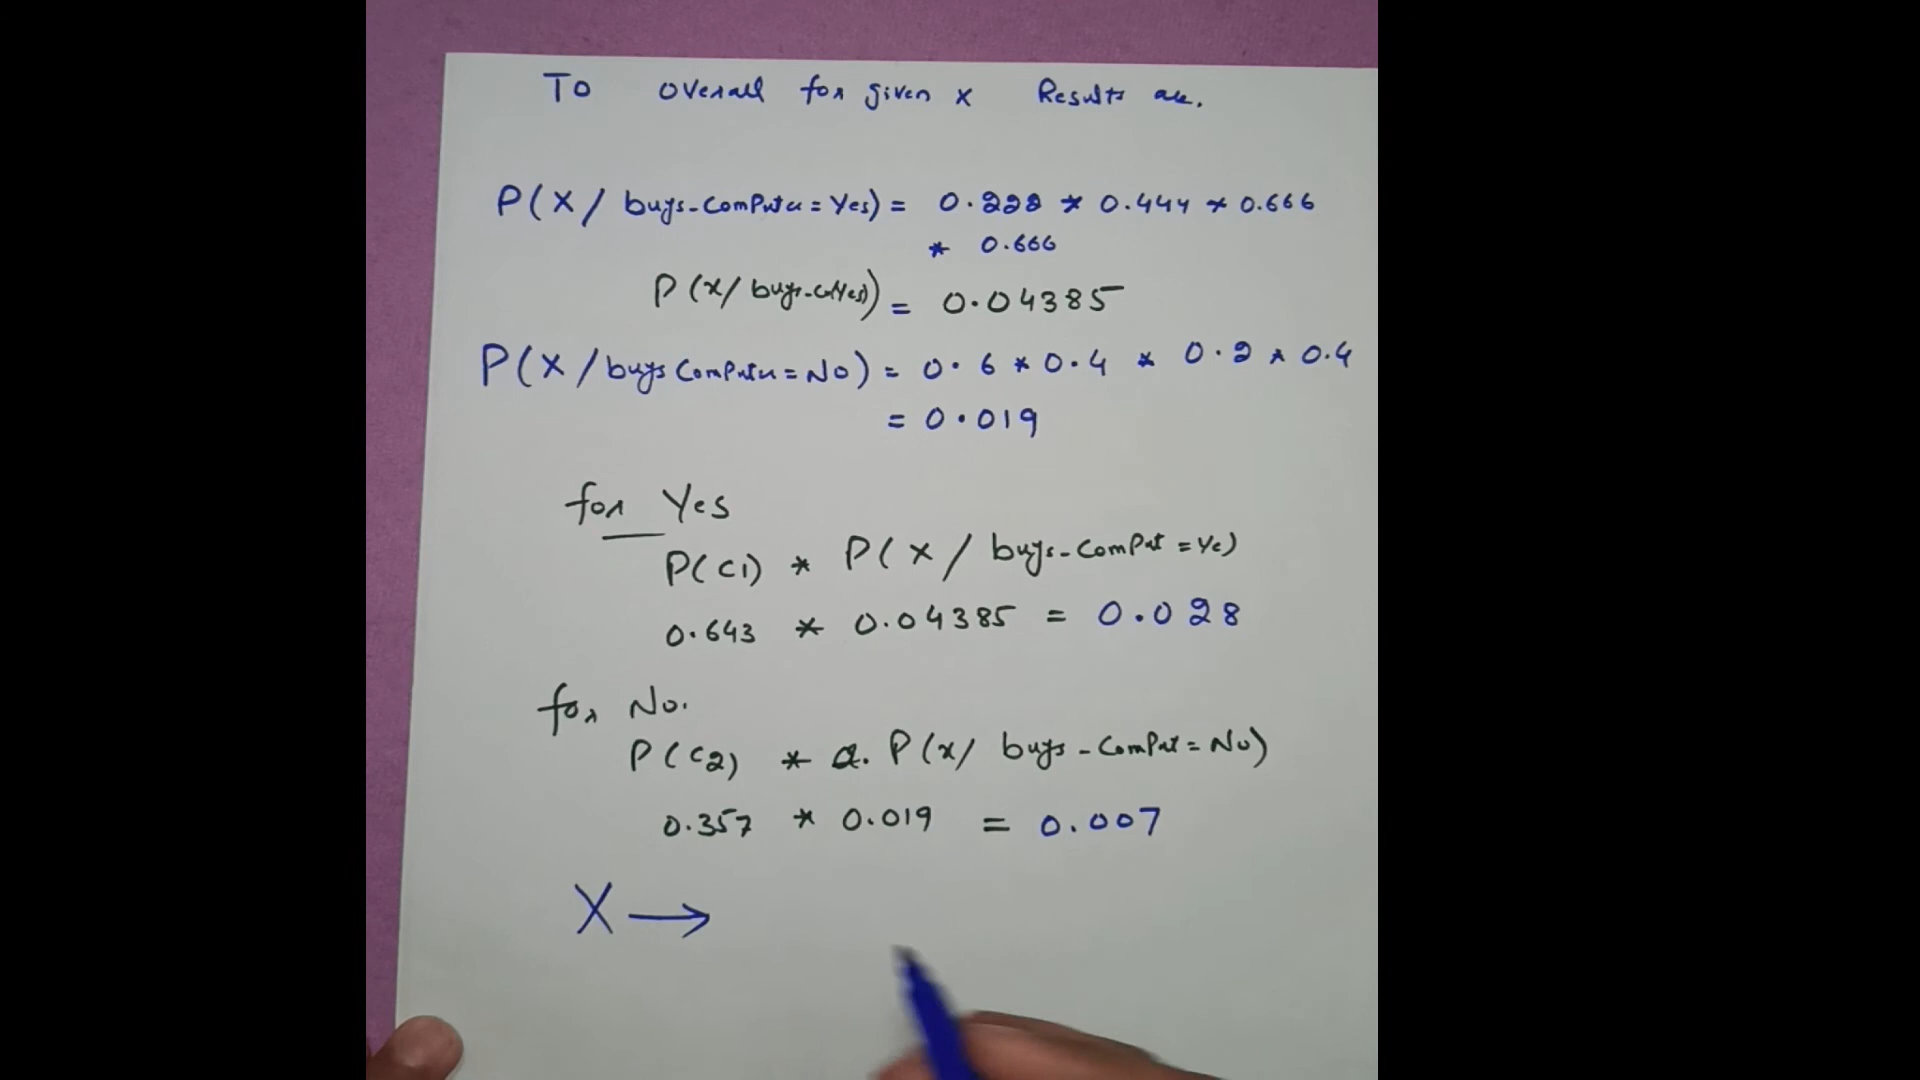 To overall for given x Results are.
P(X/ buys-Computer = Yes) = 0.222 * 0.444 * 0.666
* 0.666
P(x/ buys-c(Yes)) = 0.04385
P(X/buys Computer = No) = 0.6 * 0.4 * 0.2 * 0.4
= 0.019
for Yes
P(C1) * P(X/ buys-Comput = Ye)
0.643 * 0.04385 = 0.028
for No.
P(C2) * P(x/ buys-Comput = No)
0.357 * 0.019 = 0.007
X →